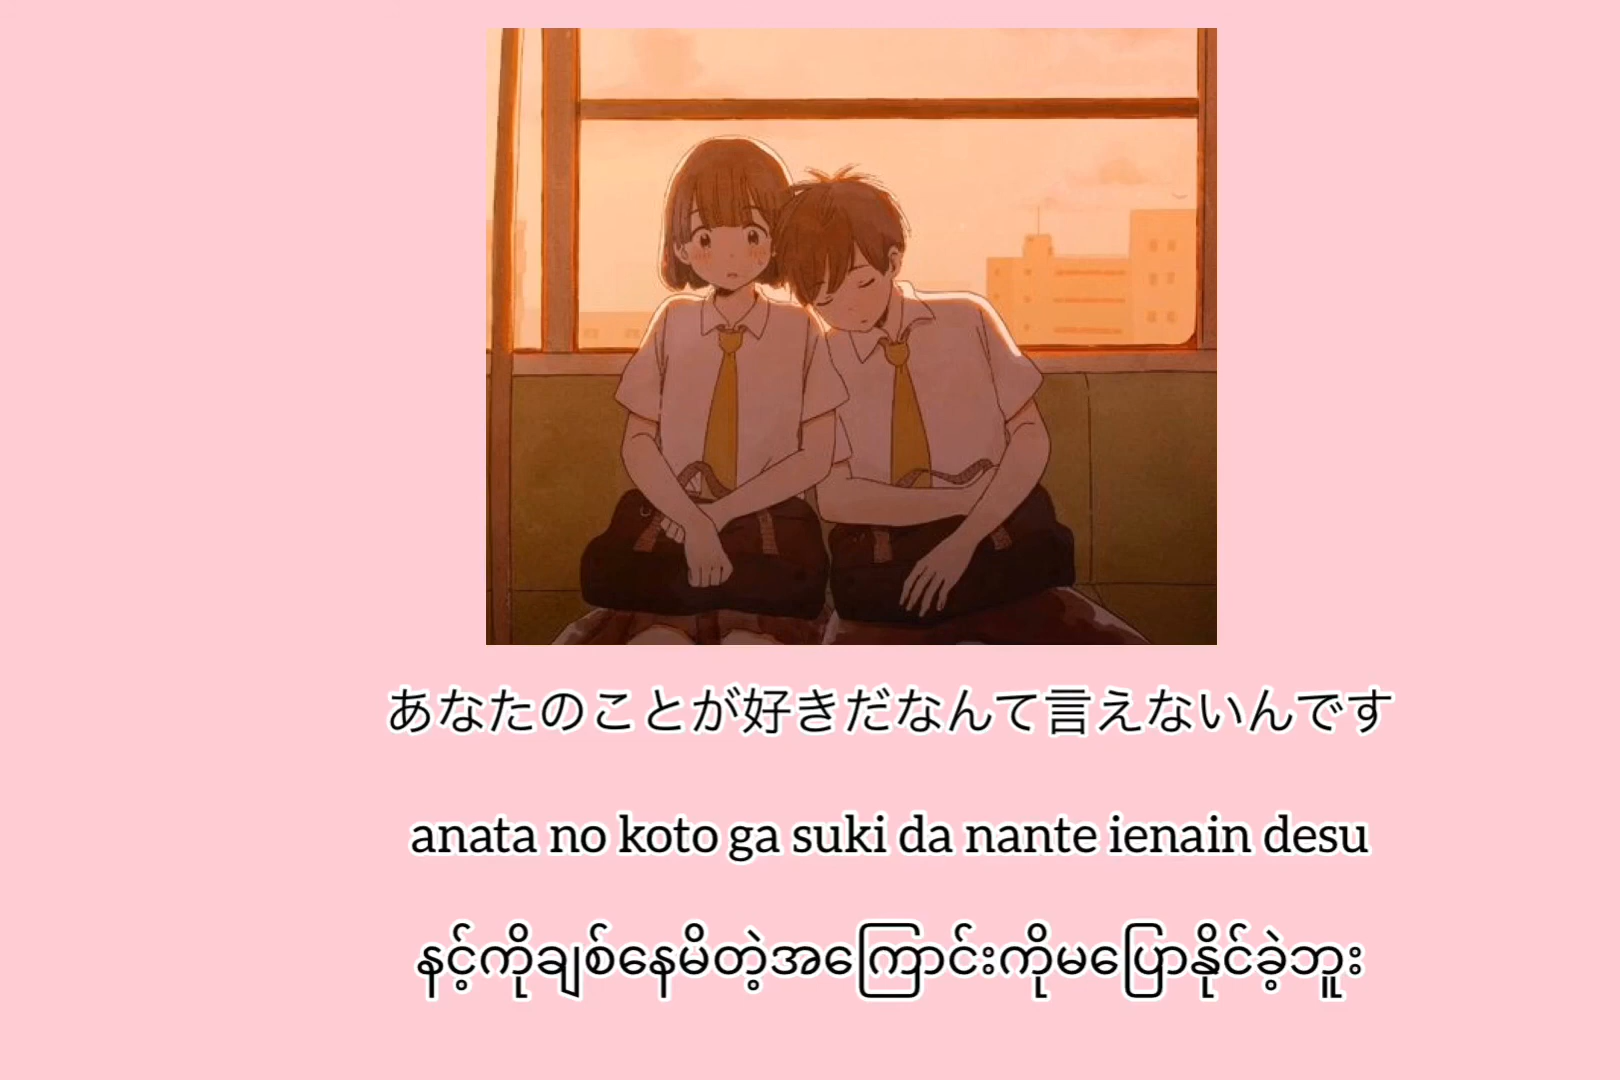 あなたのことが好きだなんて言えないんです
anata no koto ga suki da nante ienain desu
နင့်ကိုချစ်နေမိတဲ့အကြောင်းကိုမပြောနိုင်ခဲ့ဘူး